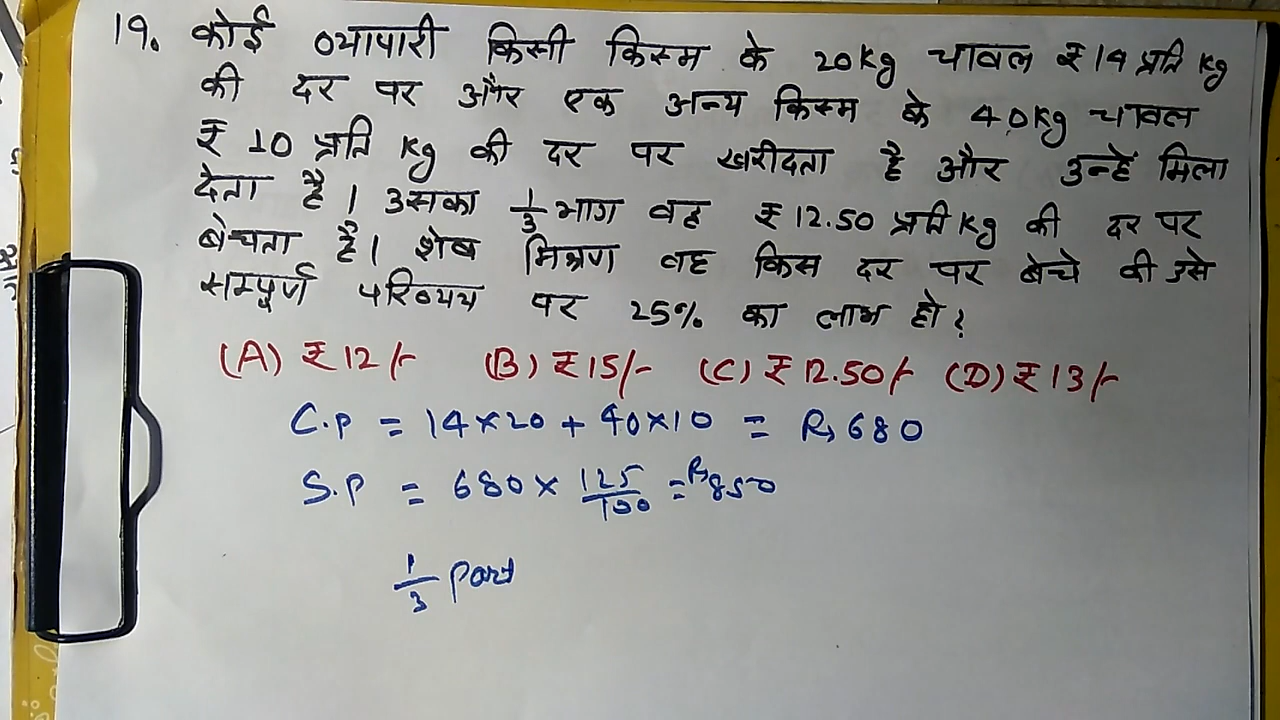 19. कोई व्यापारी किसी किस्म के 20kg चावल ₹14 प्रति kg
की दर पर और एक अन्य किस्म के 40kg चावल
₹ 10 प्रति kg की दर पर खरीदता है और उन्हें मिला
देता है। उसका 1/3 भाग वह ₹12.50 प्रति kg की दर पर
बेचता है। शेष मिश्रण वह किस दर पर बेचे की उसे
सम्पूर्ण परिव्यय पर 25% का लाभ हो?
(A) ₹12/- (B) ₹15/- (C) ₹12.50/- (D) ₹13/-
C.P = 14×20 + 40×10 = Rs 680
S.P = 680 × 125/100 = Rs 850
1/3 part